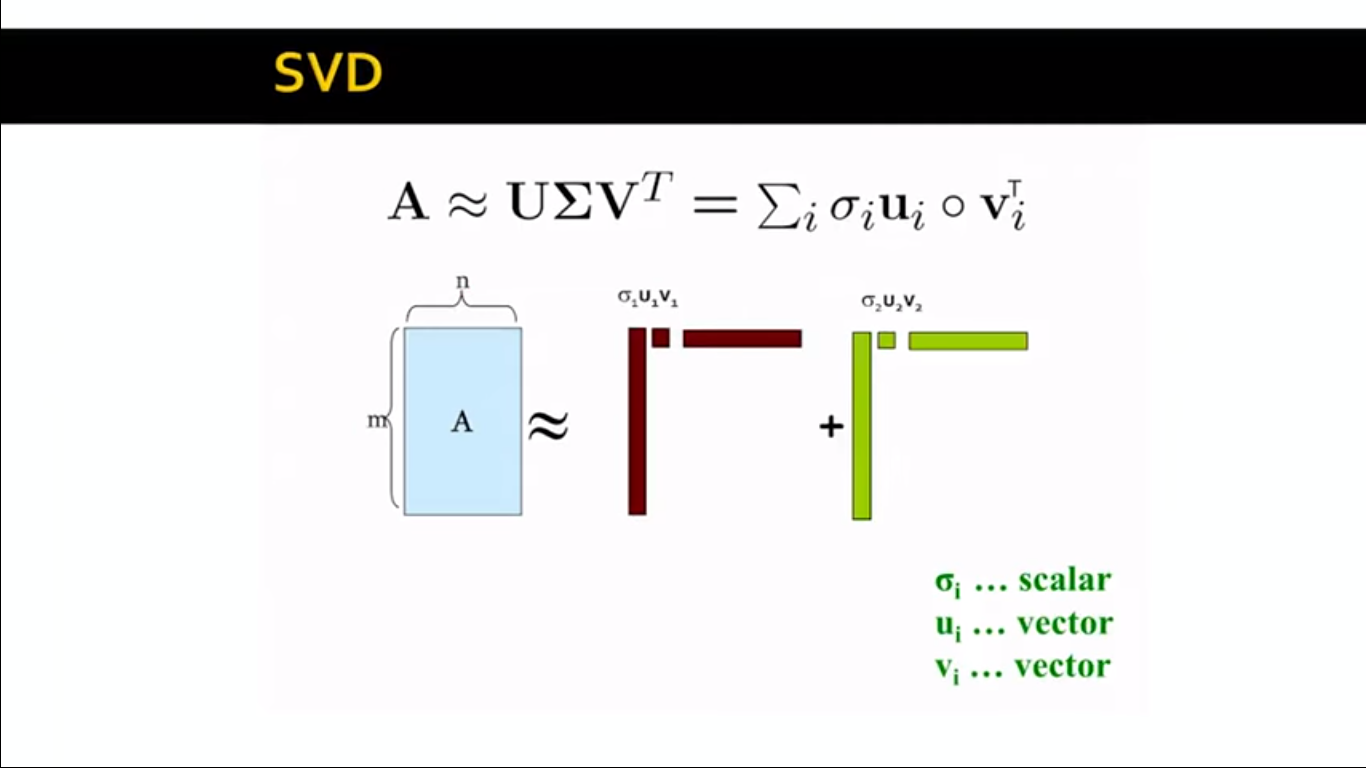 SVD
A ≈ UΣV^T = ∑_i σ_i u_i ∘ v_i^T
n
σ₁u₁v₁ σ₂u₂v₂
m A ≈ +
σ_i … scalar
u_i … vector
v_i … vector